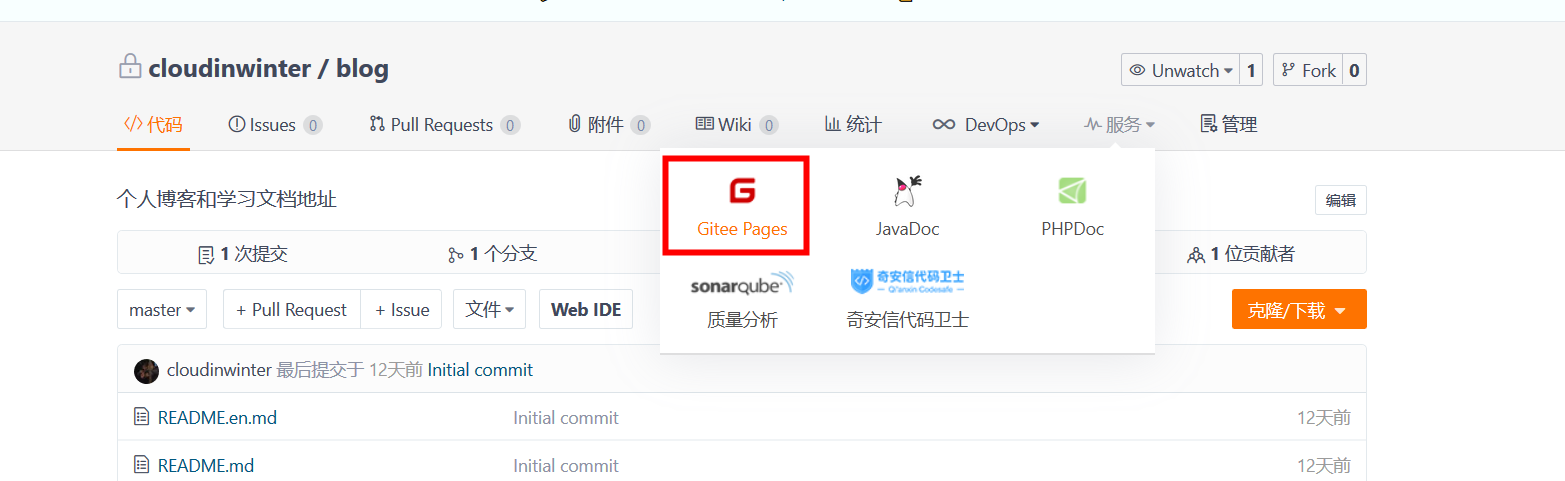 cloudinwinter / blog
Unwatch 1 Fork 0
代码 Issues 0 Pull Requests 0 附件 0 Wiki 0 统计 DevOps 服务 管理
个人博客和学习文档地址
编辑
Gitee Pages JavaDoc PHPDoc
1 次提交 1 个分支 1 位贡献者
sonarqube 奇安信代码卫士
Qi'anxin Codesafe
质量分析 奇安信代码卫士
master + Pull Request + Issue 文件 Web IDE 克隆/下载
cloudinwinter 最后提交于 12天前 Initial commit
README.en.md Initial commit 12天前
README.md Initial commit 12天前